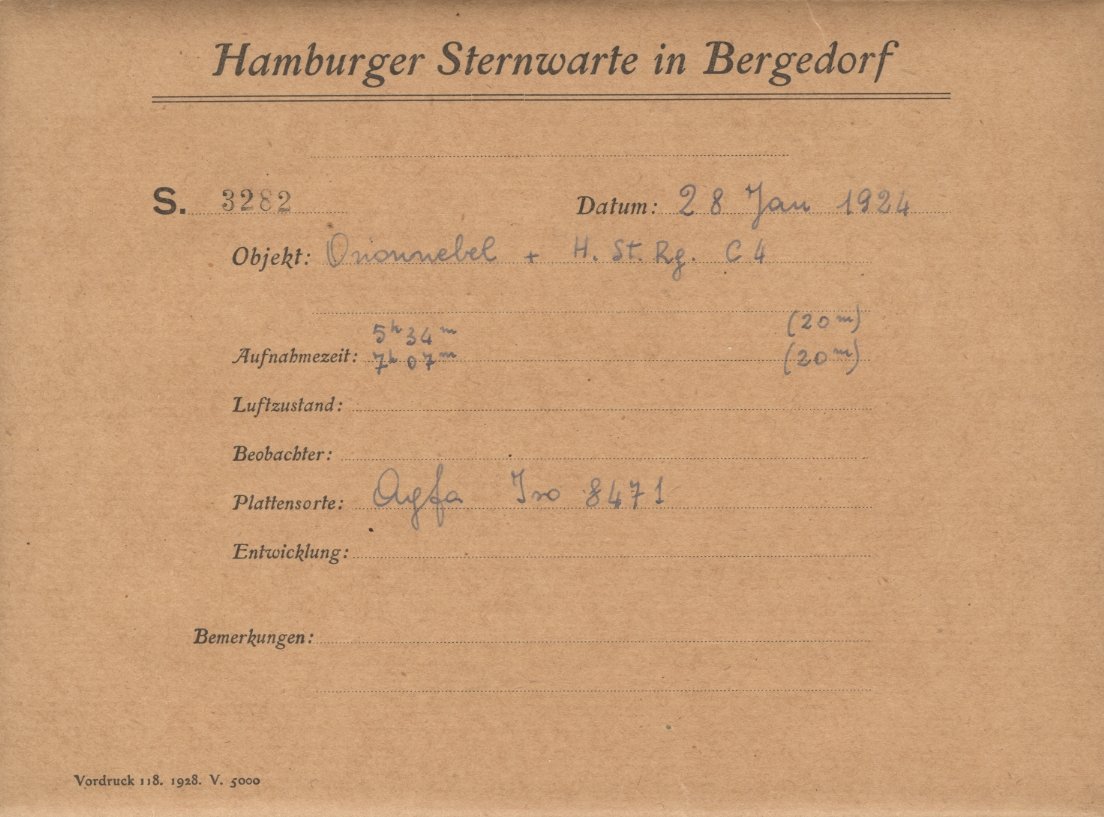 Hamburger Sternwarte in Bergedorf
S. 3282 Datum: 28 Jan 1924
Objekt: Orionnebel + H. St. Rg. C 4
5h 34m (20m)
Aufnahmezeit: 7h 07m (20m)
Luftzustand:
Beobachter:
Plattensorte: Agfa Iso 8471
Entwicklung:
Bemerkungen:
Vordruck 118. 1928. V. 5000